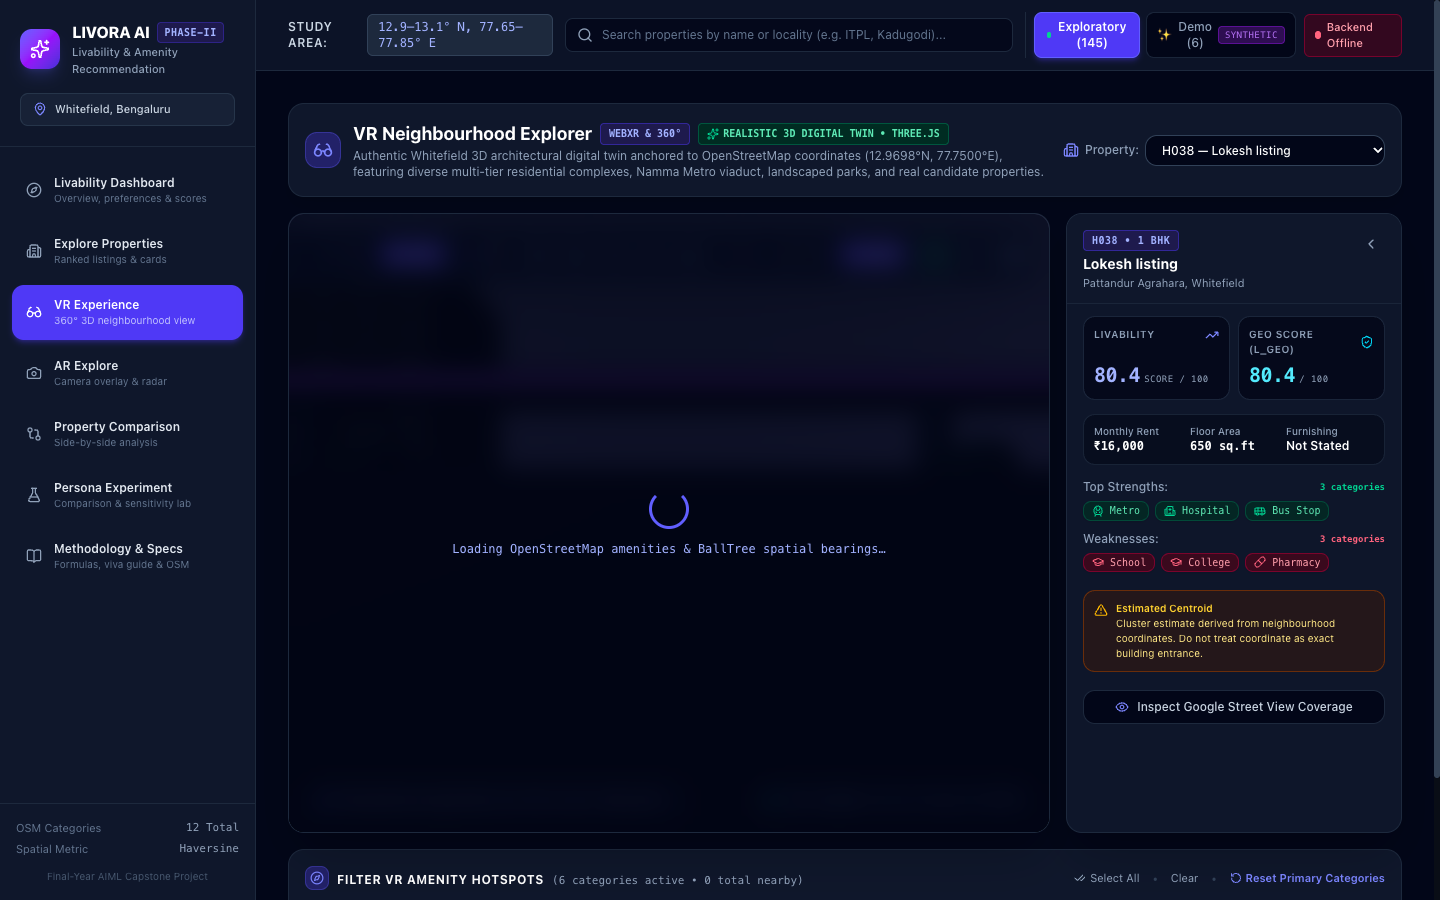 LIVORA AI PHASE-II
Livability & Amenity
Recommendation
Whitefield, Bengaluru
Livability Dashboard
Overview, preferences & scores
Explore Properties
Ranked listings & cards
VR Experience
360° 3D neighbourhood view
AR Explore
Camera overlay & radar
Property Comparison
Side-by-side analysis
Persona Experiment
Comparison & sensitivity lab
Methodology & Specs
Formulas, viva guide & OSM
OSM Categories 12 Total
Spatial Metric Haversine
Final-Year AIML Capstone Project
STUDY
AREA:
12.9–13.1° N, 77.65–
77.85° E
Search properties by name or locality (e.g. ITPL, Kadugodi)...
Exploratory
(145)
Demo
(6)
SYNTHETIC
Backend
Offline
VR Neighbourhood Explorer WEBXR & 360° REALISTIC 3D DIGITAL TWIN • THREE.JS
Authentic Whitefield 3D architectural digital twin anchored to OpenStreetMap coordinates (12.9698°N, 77.7500°E),
featuring diverse multi-tier residential complexes, Namma Metro viaduct, landscaped parks, and real candidate properties.
Property: H038 — Lokesh listing
Loading OpenStreetMap amenities & BallTree spatial bearings…
H038 • 1 BHK
Lokesh listing
Pattandur Agrahara, Whitefield
LIVABILITY
80.4 SCORE / 100
GEO SCORE
(L_GEO)
80.4 / 100
Monthly Rent Floor Area Furnishing
₹16,000 650 sq.ft Not Stated
Top Strengths: 3 categories
Metro Hospital Bus Stop
Weaknesses: 3 categories
School College Pharmacy
Estimated Centroid
Cluster estimate derived from neighbourhood
coordinates. Do not treat coordinate as exact
building entrance.
Inspect Google Street View Coverage
FILTER VR AMENITY HOTSPOTS (6 categories active • 0 total nearby)
Select All • Clear • Reset Primary Categories